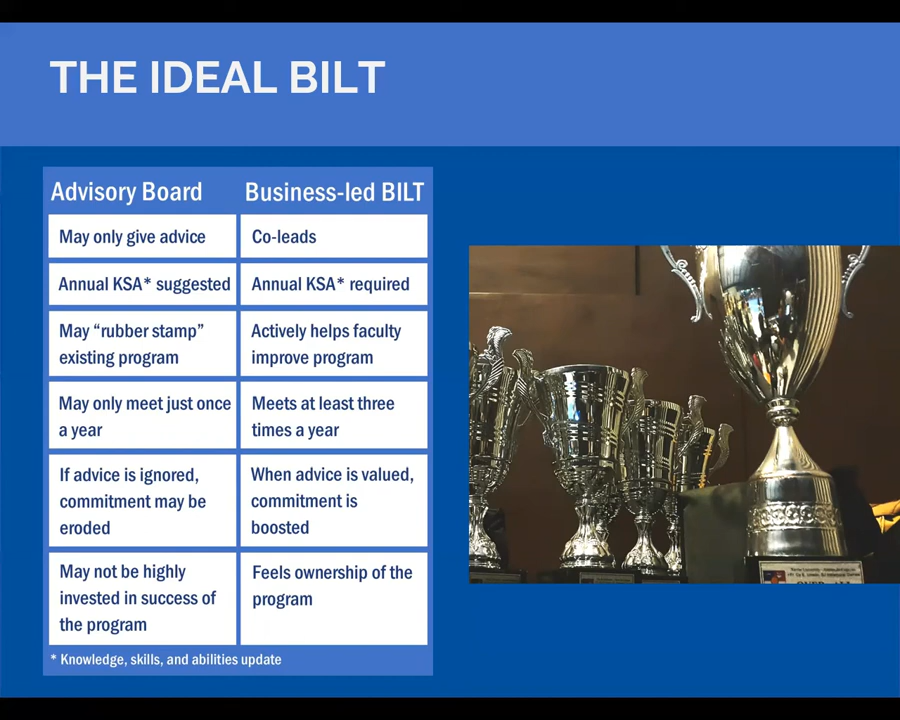 THE IDEAL BILT
Advisory Board
Business-led BILT
May only give advice
Co-leads
Annual KSA* suggested
Annual KSA* required
May “rubber stamp”
existing program
Actively helps faculty
improve program
May only meet just once
a year
Meets at least three
times a year
If advice is ignored,
commitment may be
eroded
When advice is valued,
commitment is
boosted
May not be highly
invested in success of
the program
Feels ownership of the
program
* Knowledge, skills, and abilities update